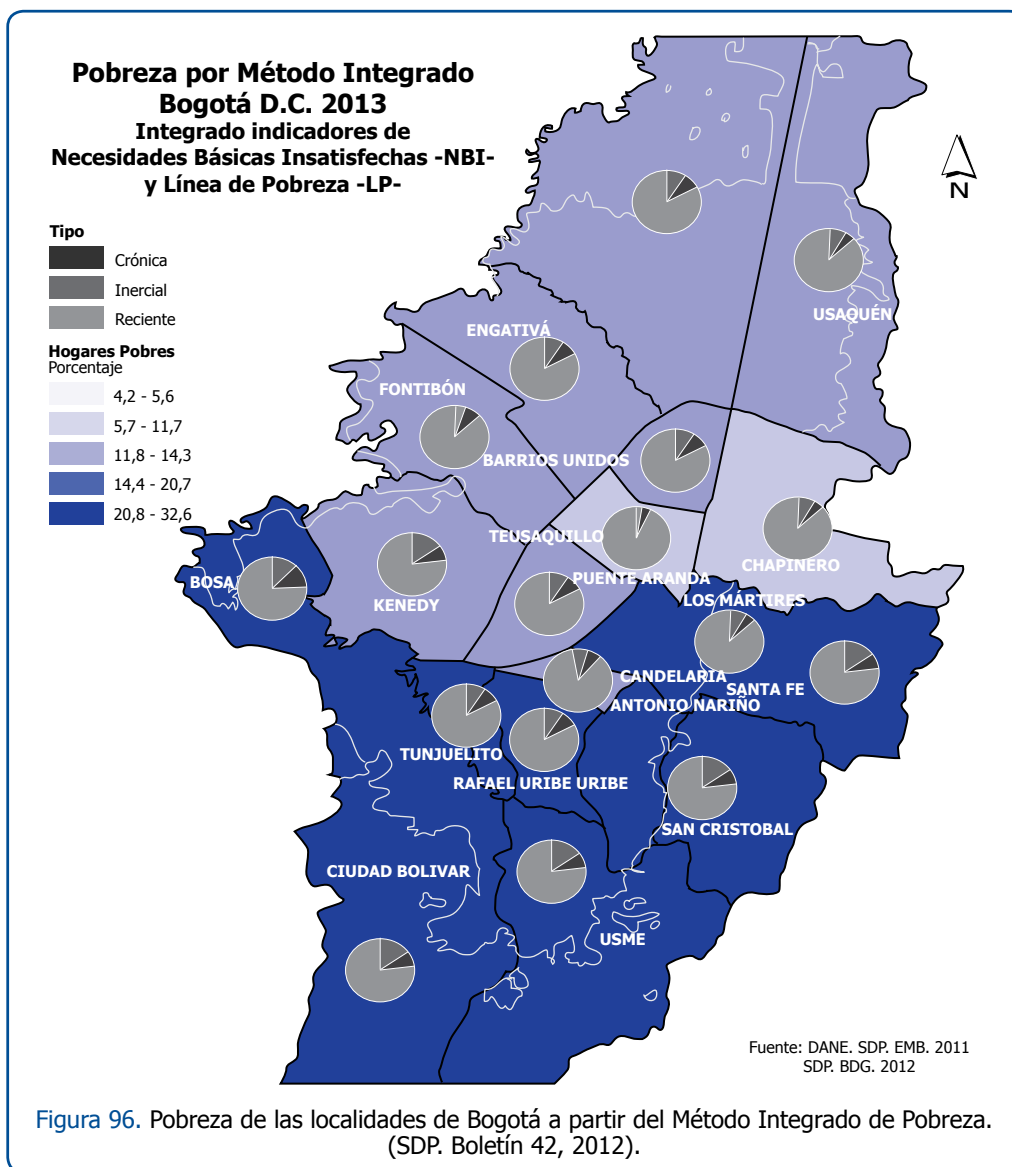 Pobreza por Método Integrado
Bogotá D.C. 2013
Integrado indicadores de
Necesidades Básicas Insatisfechas -NBI-
y Línea de Pobreza -LP-
N
Tipo
Crónica
Inercial
Reciente
Hogares Pobres
Porcentaje
4,2 - 5,6
5,7 - 11,7
11,8 - 14,3
14,4 - 20,7
20,8 - 32,6
USAQUÉN
ENGATIVÁ
FONTIBÓN
BARRIOS UNIDOS
TEUSAQUILLO
CHAPINERO
PUENTE ARANDA
BOSA
KENEDY
LOS MÁRTIRES
CANDELARIA
SANTA FE
ANTONIO NARIÑO
TUNJUELITO
RAFAEL URIBE URIBE
SAN CRISTOBAL
CIUDAD BOLIVAR
USME
Fuente: DANE. SDP. EMB. 2011
SDP. BDG. 2012
Figura 96. Pobreza de las localidades de Bogotá a partir del Método Integrado de Pobreza.
(SDP. Boletín 42, 2012).